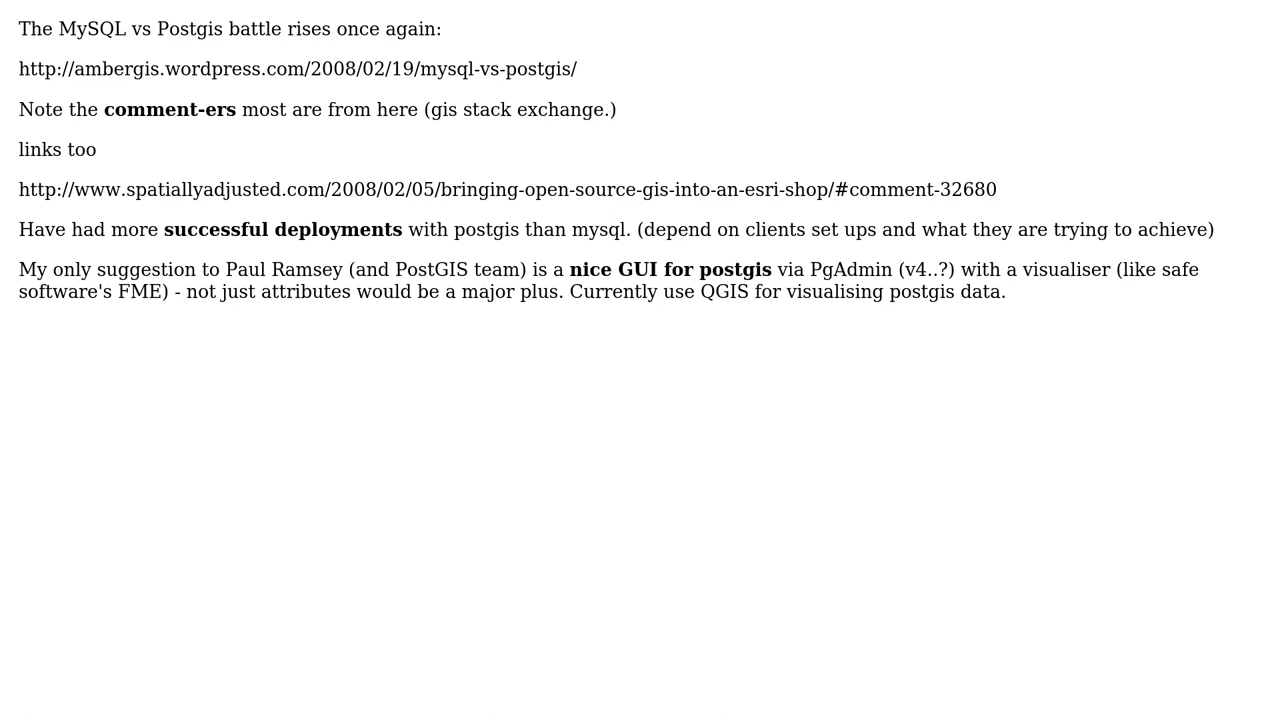 The MySQL vs Postgis battle rises once again:
http://ambergis.wordpress.com/2008/02/19/mysql-vs-postgis/
Note the comment-ers most are from here (gis stack exchange.)
links too
http://www.spatiallyadjusted.com/2008/02/05/bringing-open-source-gis-into-an-esri-shop/#comment-32680
Have had more successful deployments with postgis than mysql. (depend on clients set ups and what they are trying to achieve)
My only suggestion to Paul Ramsey (and PostGIS team) is a nice GUI for postgis via PgAdmin (v4..?) with a visualiser (like safe
software's FME) - not just attributes would be a major plus. Currently use QGIS for visualising postgis data.